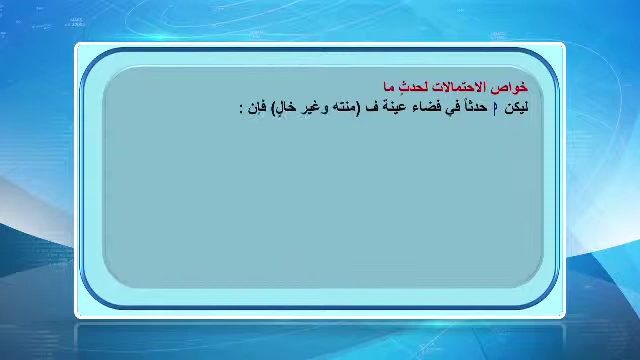 خواص الاحتمالات لحدثٍ ما
ليكن م حدثاً في فضاء عينة ف (منته وغير خالٍ) فإن :